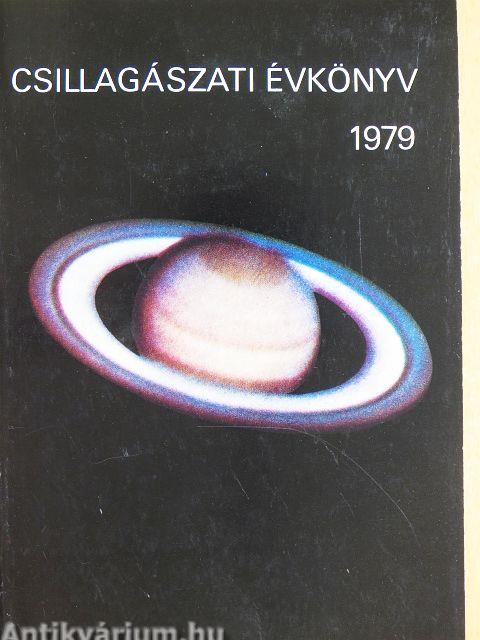 CSILLAGÁSZATI ÉVKÖNYV
1979
Antikvárium.hu